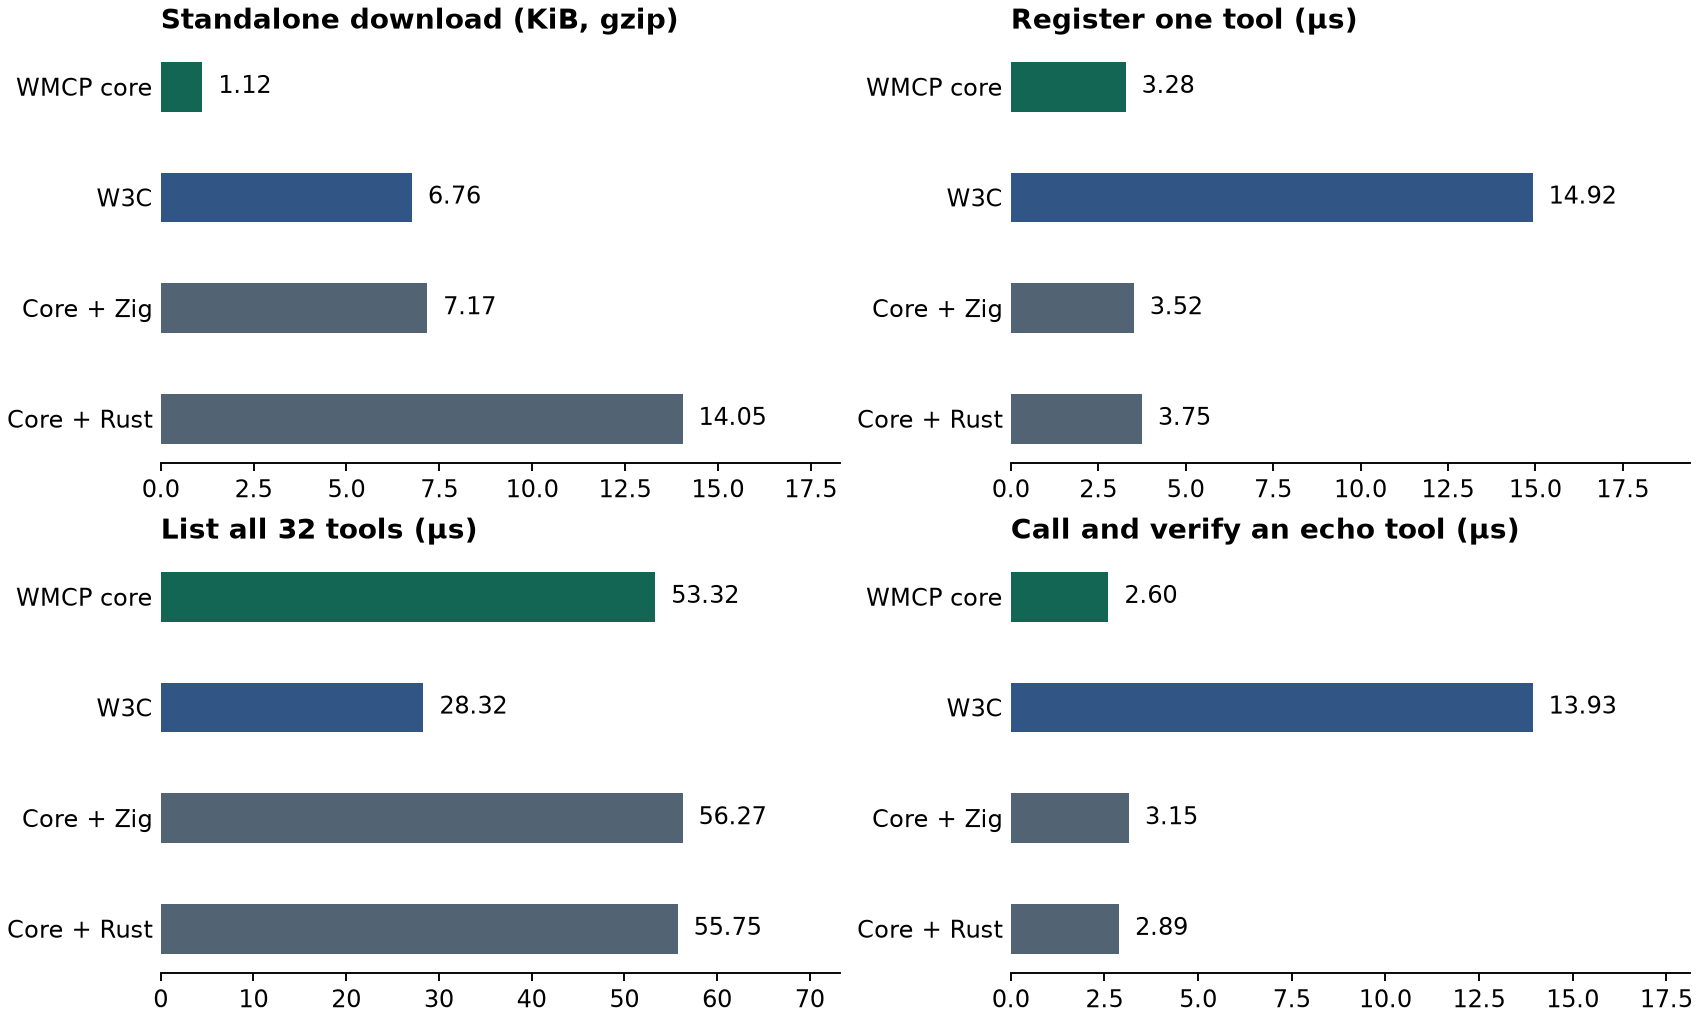 Standalone download (KiB, gzip)
WMCP core 1.12
W3C 6.76
Core + Zig 7.17
Core + Rust 14.05
0.0 2.5 5.0 7.5 10.0 12.5 15.0 17.5
Register one tool (µs)
WMCP core 3.28
W3C 14.92
Core + Zig 3.52
Core + Rust 3.75
0.0 2.5 5.0 7.5 10.0 12.5 15.0 17.5
List all 32 tools (µs)
WMCP core 53.32
W3C 28.32
Core + Zig 56.27
Core + Rust 55.75
0 10 20 30 40 50 60 70
Call and verify an echo tool (µs)
WMCP core 2.60
W3C 13.93
Core + Zig 3.15
Core + Rust 2.89
0.0 2.5 5.0 7.5 10.0 12.5 15.0 17.5